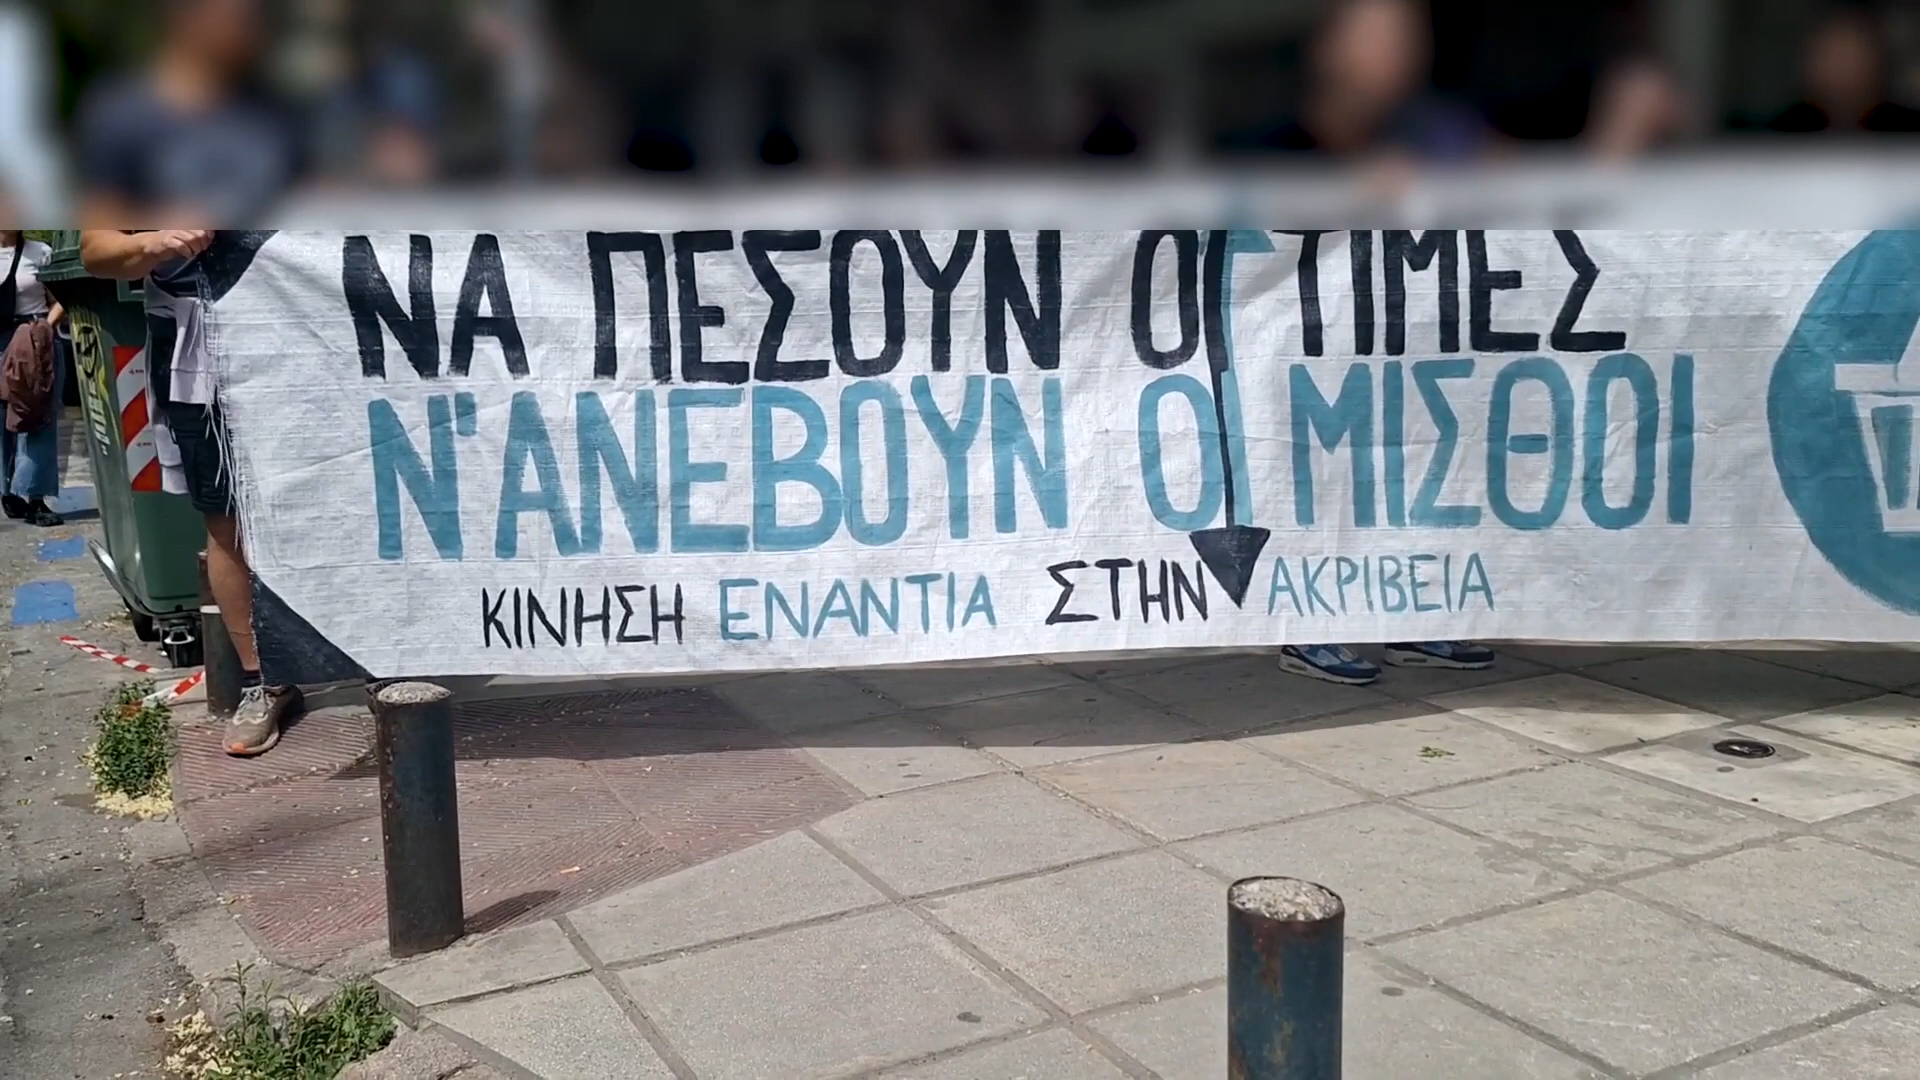 ΝΑ ΠΕΣΟΥΝ ΟΙ ΤΙΜΕΣ
Ν'ΑΝΕΒΟΥΝ ΟΙ ΜΙΣΘΟΙ
ΚΙΝΗΣΗ ΕΝΑΝΤΙΑ ΣΤΗΝ ΑΚΡΙΒΕΙΑ